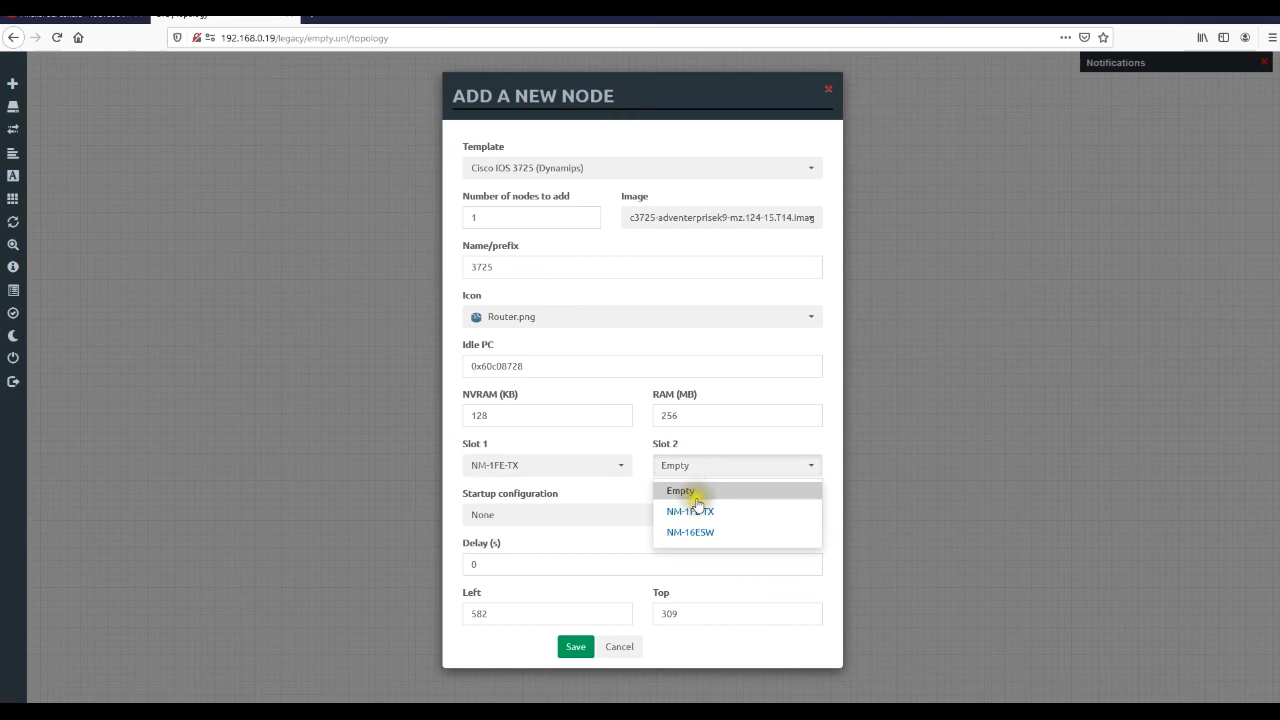 192.168.0.19/legacy/empty.unl/topology
Notifications
ADD A NEW NODE
Template
Cisco IOS 3725 (Dynamips)
Number of nodes to add
Image
1
c3725-adventerprisek9-mz.124-15.T14.imag
Name/prefix
3725
Icon
Router.png
Idle PC
0x60c08728
NVRAM (KB)
RAM (MB)
128
256
Slot 1
Slot 2
NM-1FE-TX
Empty
Empty
Startup configuration
NM-1FE-TX
None
NM-16ESW
Delay (s)
0
Left
Top
582
309
Save
Cancel